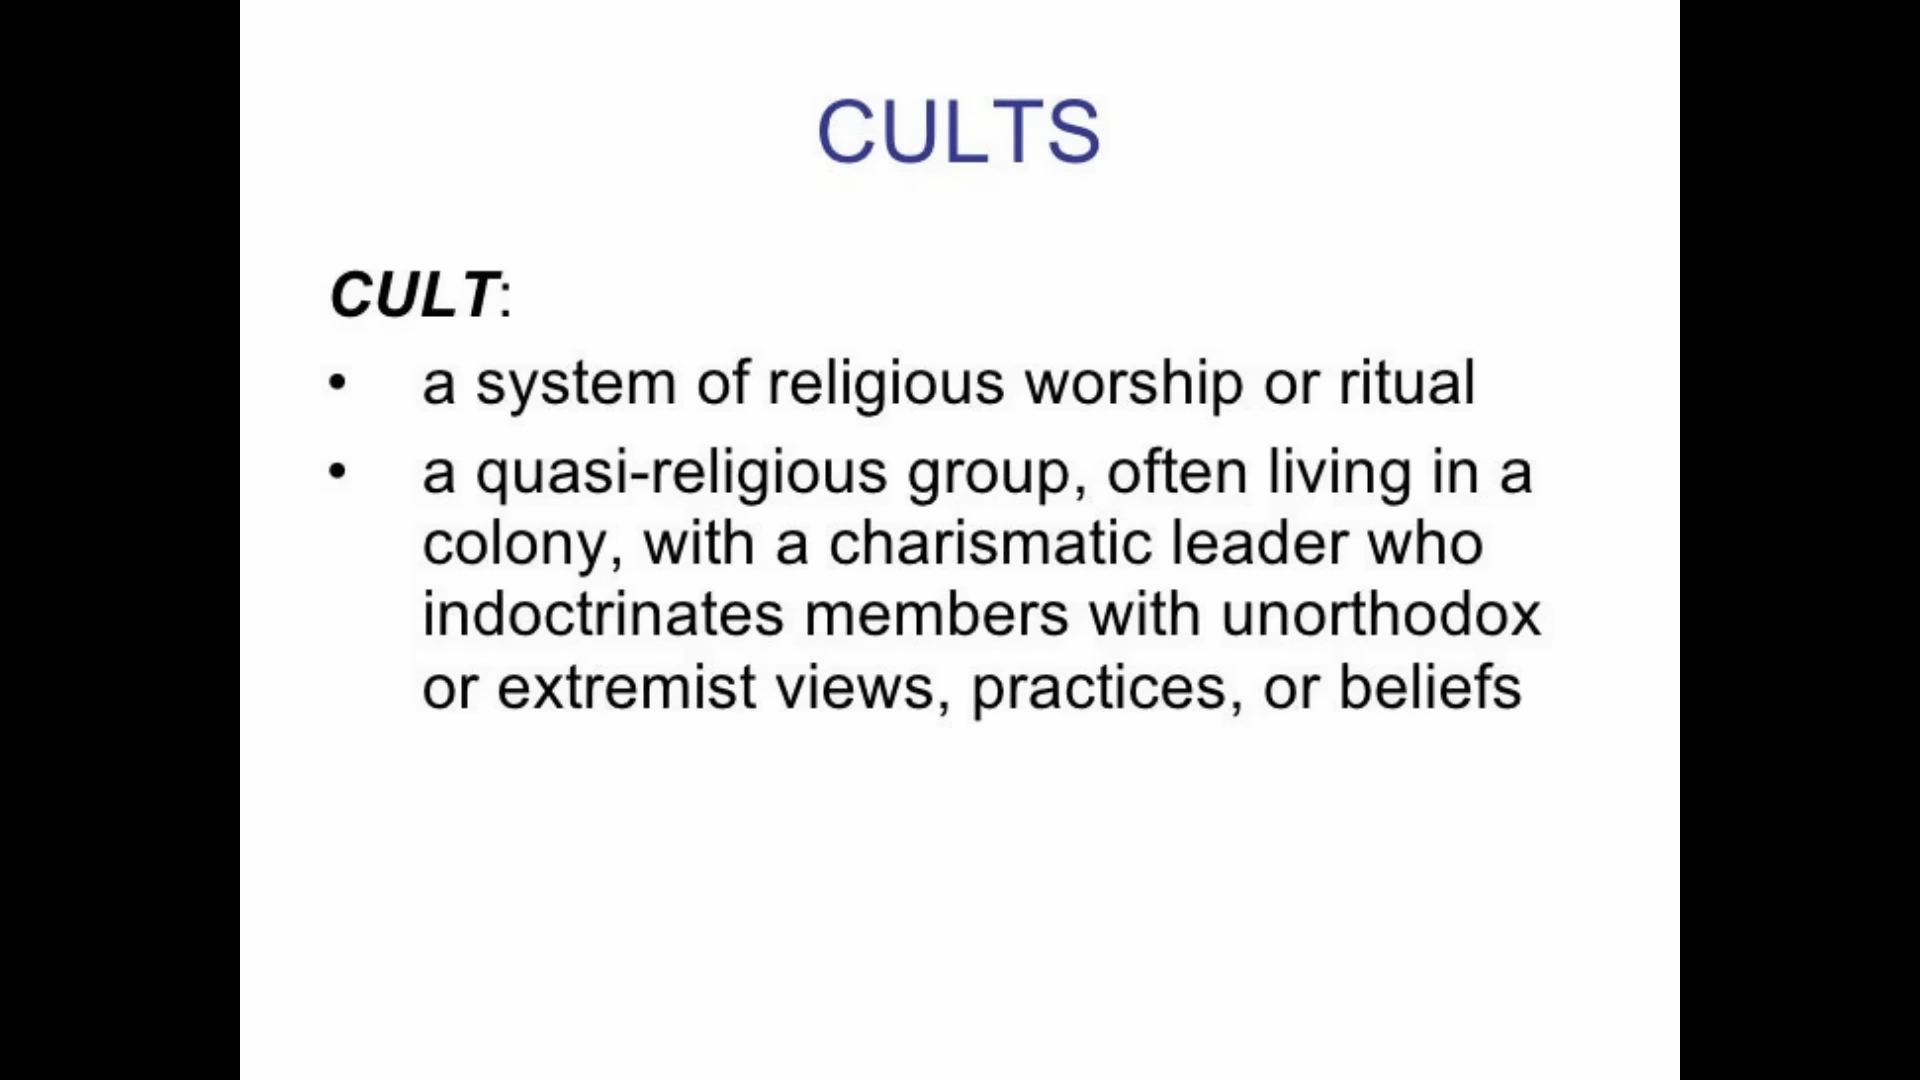 CULTS
CULT:
• a system of religious worship or ritual
• a quasi-religious group, often living in a
colony, with a charismatic leader who
indoctrinates members with unorthodox
or extremist views, practices, or beliefs